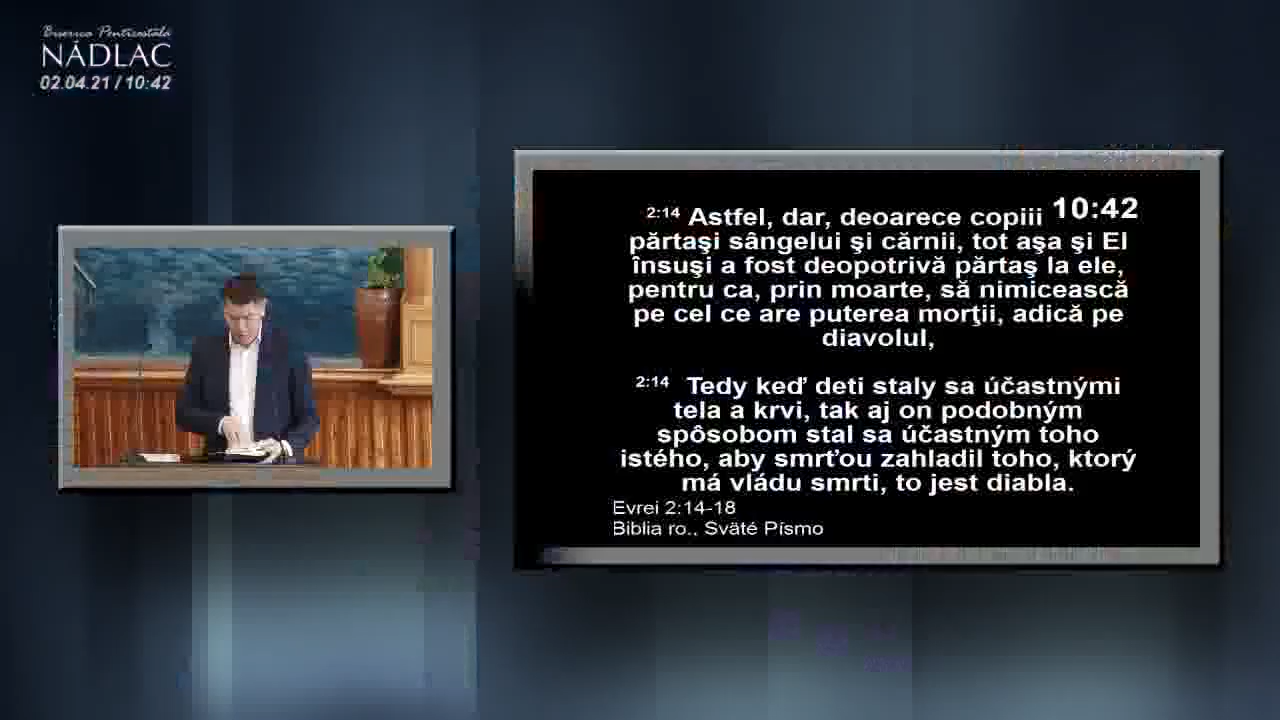 Biserica Penticostală
NĂDLAC
02.04.21 / 10:42
10:42
2:14 Astfel, dar, deoarece copiii
părtaşi sângelui şi cărnii, tot aşa şi El
însuşi a fost deopotrivă părtaş la ele,
pentru ca, prin moarte, să nimicească
pe cel ce are puterea morţii, adică pe
diavolul,
2:14 Tedy keď deti staly sa účastnými
tela a krvi, tak aj on podobným
spôsobom stal sa účastným toho
istého, aby smrťou zahladil toho, ktorý
má vládu smrti, to jest diabla.
Evrei 2:14-18
Biblia ro., Sväté Písmo